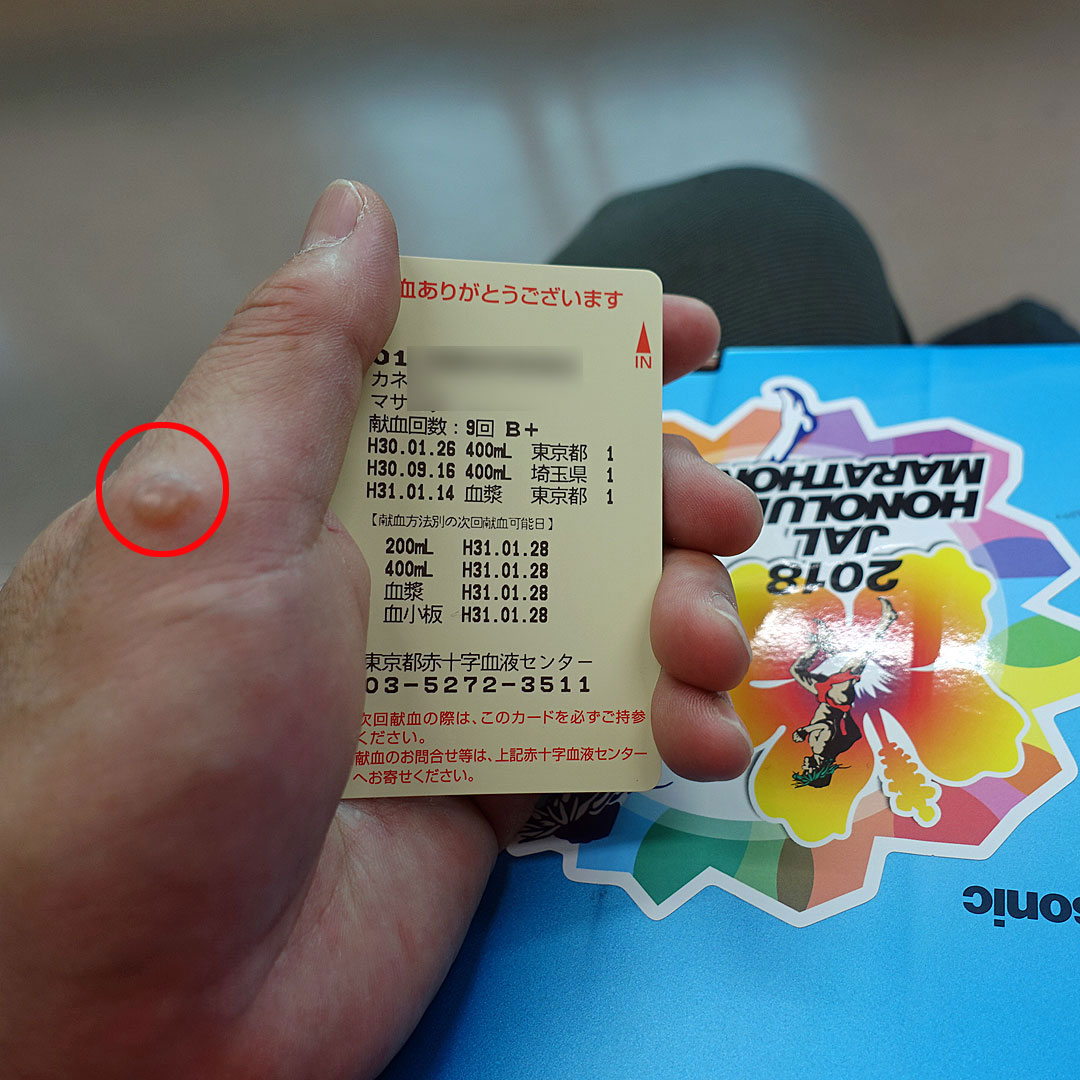 血ありがとうございます
IN
01
カネ
マサ
献血回数：9回 B+
H30.01.26 400mL 東京都 1
H30.09.16 400mL 埼玉県 1
H31.01.14 血漿 東京都 1
【献血方法別の次回献血可能日】
200mL H31.01.28
400mL H31.01.28
血漿 H31.01.28
血小板 H31.01.28
東京都赤十字血液センター
03-5272-3511
次回献血の際は、このカードを必ずご持参
ください。
献血のお問合せ等は、上記赤十字血液センター
へお寄せください。
2018
JAL
HONOLU
MARATHON
sonic